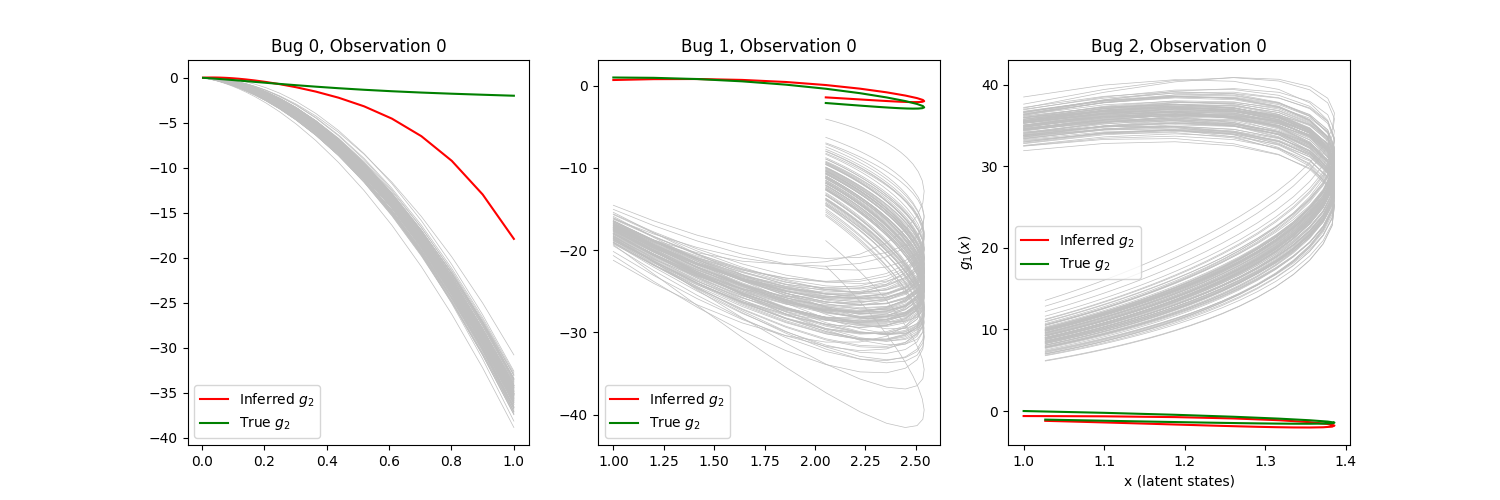 Bug 0, Observation 0
0
−5
−10
−15
−20
−25
−30
−35
−40
0.0 0.2 0.4 0.6 0.8 1.0
Inferred g₂
True g₂
Bug 1, Observation 0
0
−10
−20
−30
−40
1.00 1.25 1.50 1.75 2.00 2.25 2.50
Inferred g₂
True g₂
Bug 2, Observation 0
g₁(x)
40
30
20
10
0
1.0 1.1 1.2 1.3 1.4
x (latent states)
Inferred g₂
True g₂